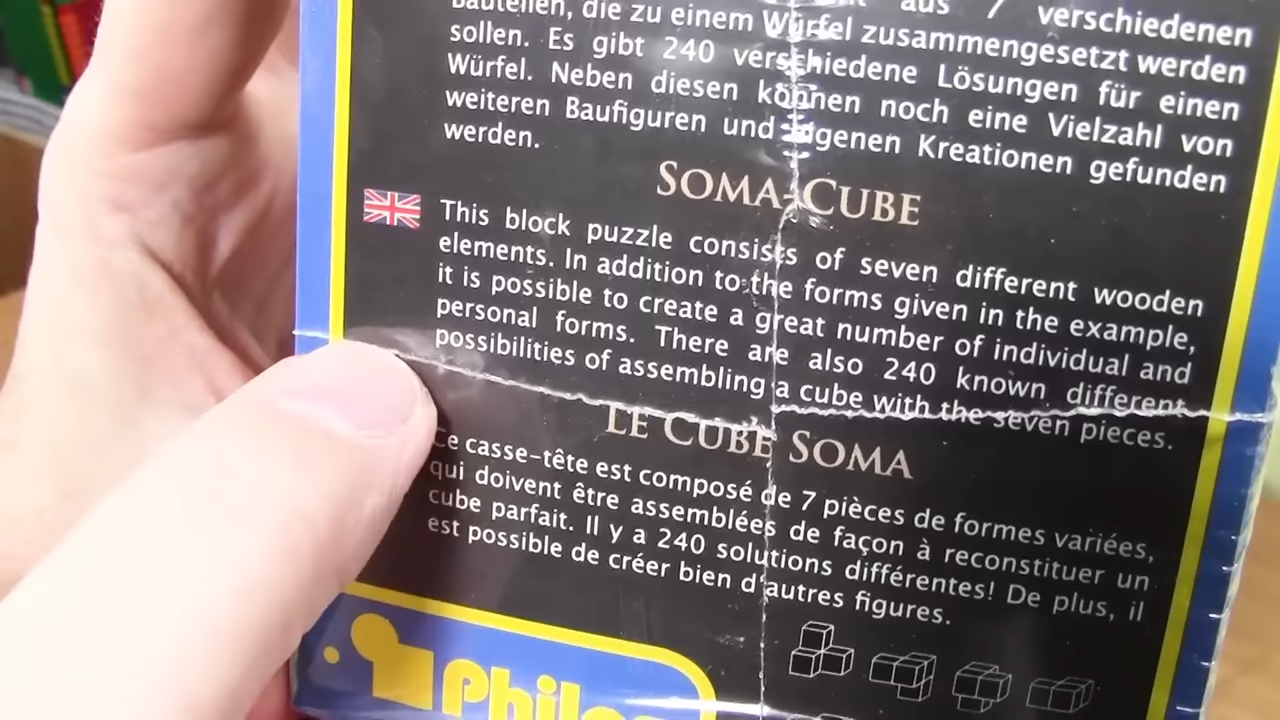 aus 7 verschiedenen
Bauteilen, die zu einem Würfel zusammengesetzt werden
sollen. Es gibt 240 verschiedene Lösungen für einen
Würfel. Neben diesen können noch eine Vielzahl von
weiteren Baufiguren und eigenen Kreationen gefunden
werden.
SOMA-CUBE
This block puzzle consists of seven different wooden
elements. In addition to the forms given in the example,
it is possible to create a great number of individual and
personal forms. There are also 240 known different
possibilities of assembling a cube with the seven pieces.
LE CUBE SOMA
Ce casse-tête est composé de 7 pièces de formes variées,
qui doivent être assemblées de façon à reconstituer un
cube parfait. Il y a 240 solutions différentes! De plus, il
est possible de créer bien d'autres figures.